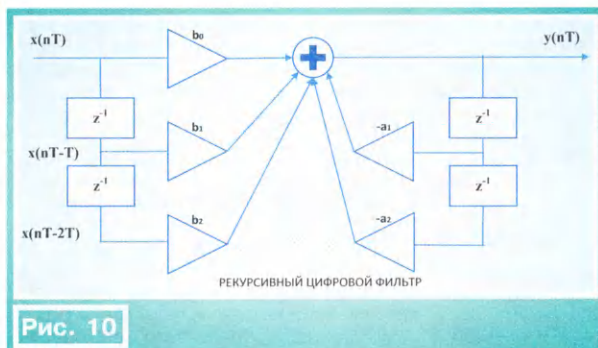 x(nT)
b₀
y(nT)
z⁻¹
z⁻¹
b₁
-a₁
x(nT-T)
z⁻¹
z⁻¹
b₂
-a₂
x(nT-2T)
РЕКУРСИВНЫЙ ЦИФРОВОЙ ФИЛЬТР
Рис. 10